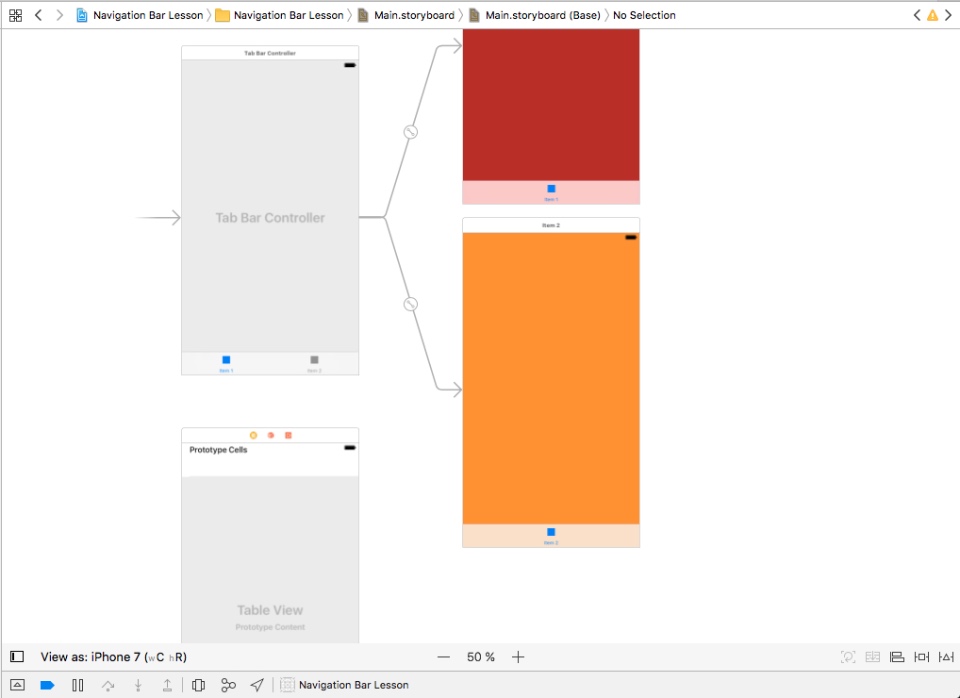 Navigation Bar Lesson
Navigation Bar Lesson
Main.storyboard
Main.storyboard (Base)
No Selection
Tab Bar Controller
Tab Bar Controller
Item 1
Item 2
Item 1
Item 2
Item 2
Prototype Cells
Table View
Prototype Content
View as: iPhone 7 (wC hR)
50 %
Navigation Bar Lesson